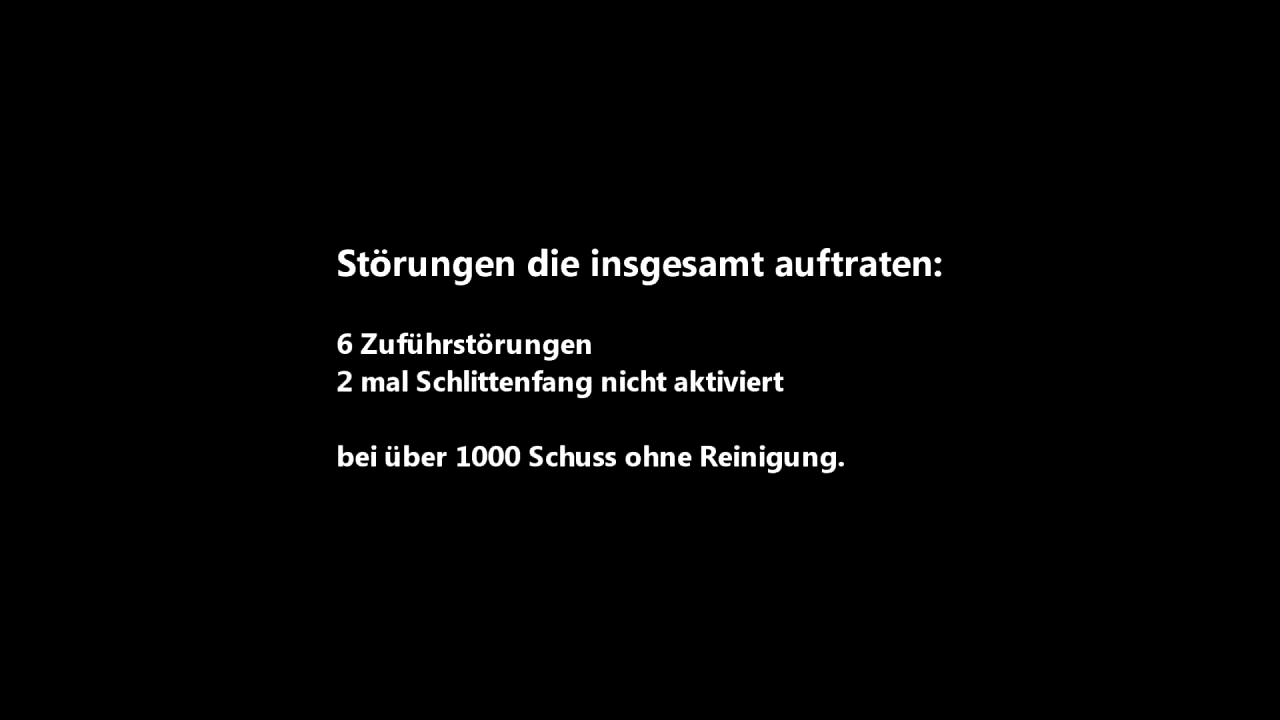 Störungen die insgesamt auftraten:
6 Zuführstörungen
2 mal Schlittenfang nicht aktiviert
bei über 1000 Schuss ohne Reinigung.